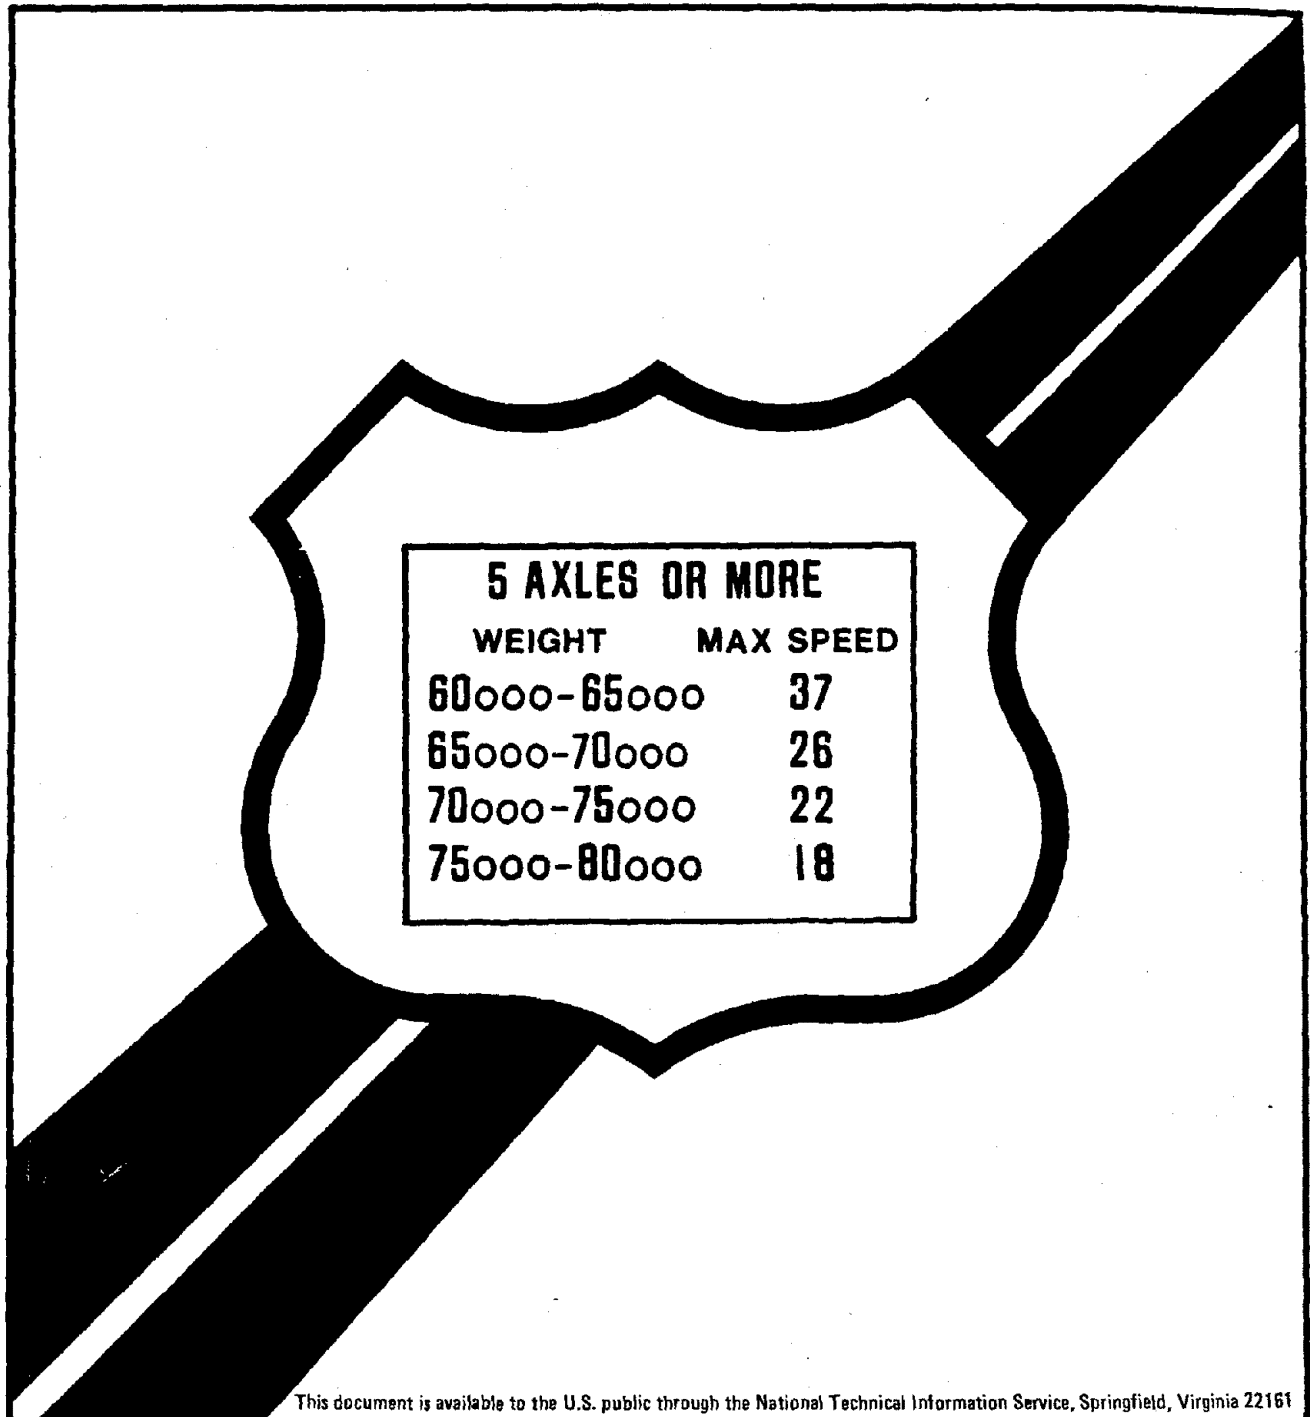 5 AXLES OR MORE
WEIGHT MAX SPEED
60000-65000 37
65000-70000 26
70000-75000 22
75000-80000 18
This document is available to the U.S. public through the National Technical Information Service, Springfield, Virginia 22161